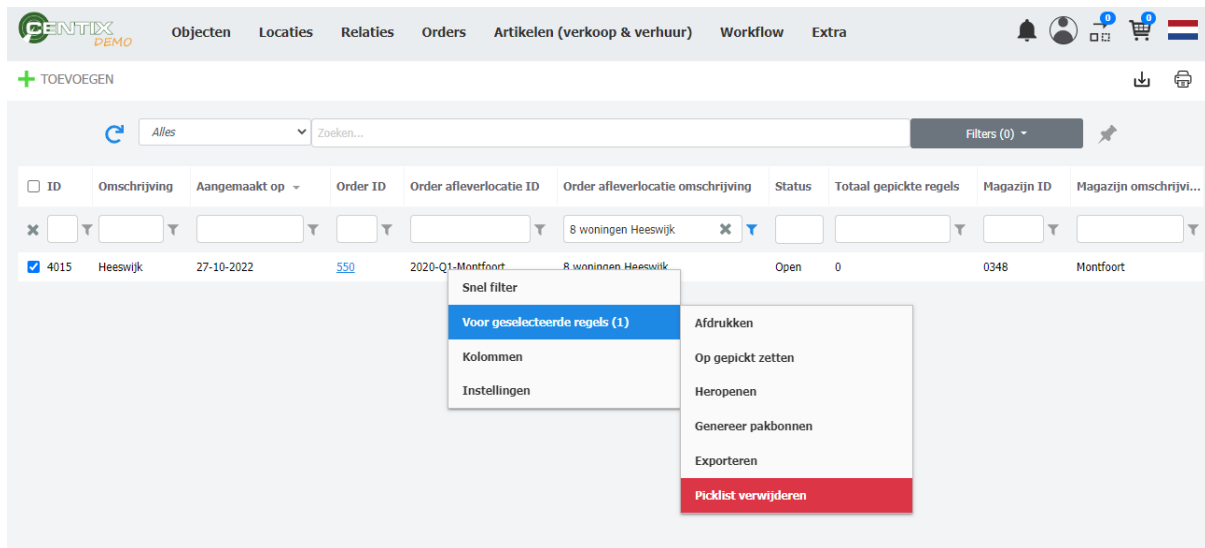 CENTIX
DEMO
Objecten Locaties Relaties Orders Artikelen (verkoop & verhuur) Workflow Extra 0 0
TOEVOEGEN
Alles Zoeken... Filters (0)
ID Omschrijving Aangemaakt op Order ID Order afleverlocatie ID Order afleverlocatie omschrijving Status Totaal gepickte regels Magazijn ID Magazijn omschrijvi...
8 woningen Heeswijk
4015 Heeswijk 27-10-2022 550 2020-Q1-Montfoort 8 woningen Heeswijk Open 0 0348 Montfoort
Snel filter
Voor geselecteerde regels (1)
Kolommen
Instellingen
Afdrukken
Op gepickt zetten
Heropenen
Genereer pakbonnen
Exporteren
Picklist verwijderen